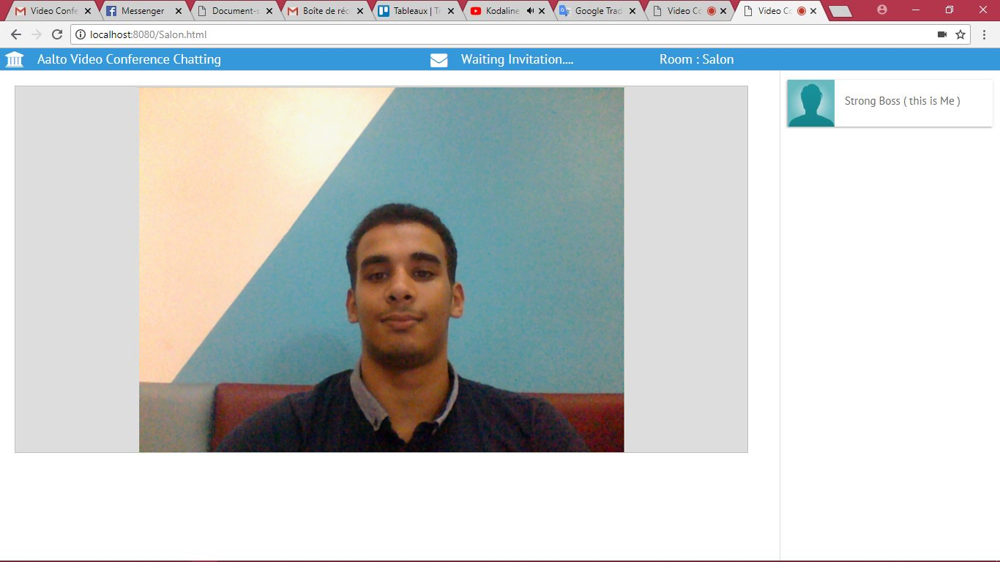 Video Confe
Messenger
Document-s
Boîte de réc
Tableaux | Tr
Kodaline
Google Trad
Video Co
Video Co
localhost:8080/Salon.html
Aalto Video Conference Chatting
Waiting Invitation....
Room : Salon
Strong Boss ( this is Me )